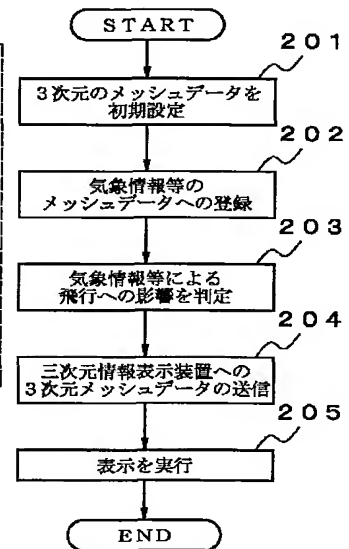 START
201
3次元のメッシュデータを
初期設定
202
気象情報等の
メッシュデータへの登録
203
気象情報等による
飛行への影響を判定
204
三次元情報表示装置への
3次元メッシュデータの送信
205
表示を実行
END